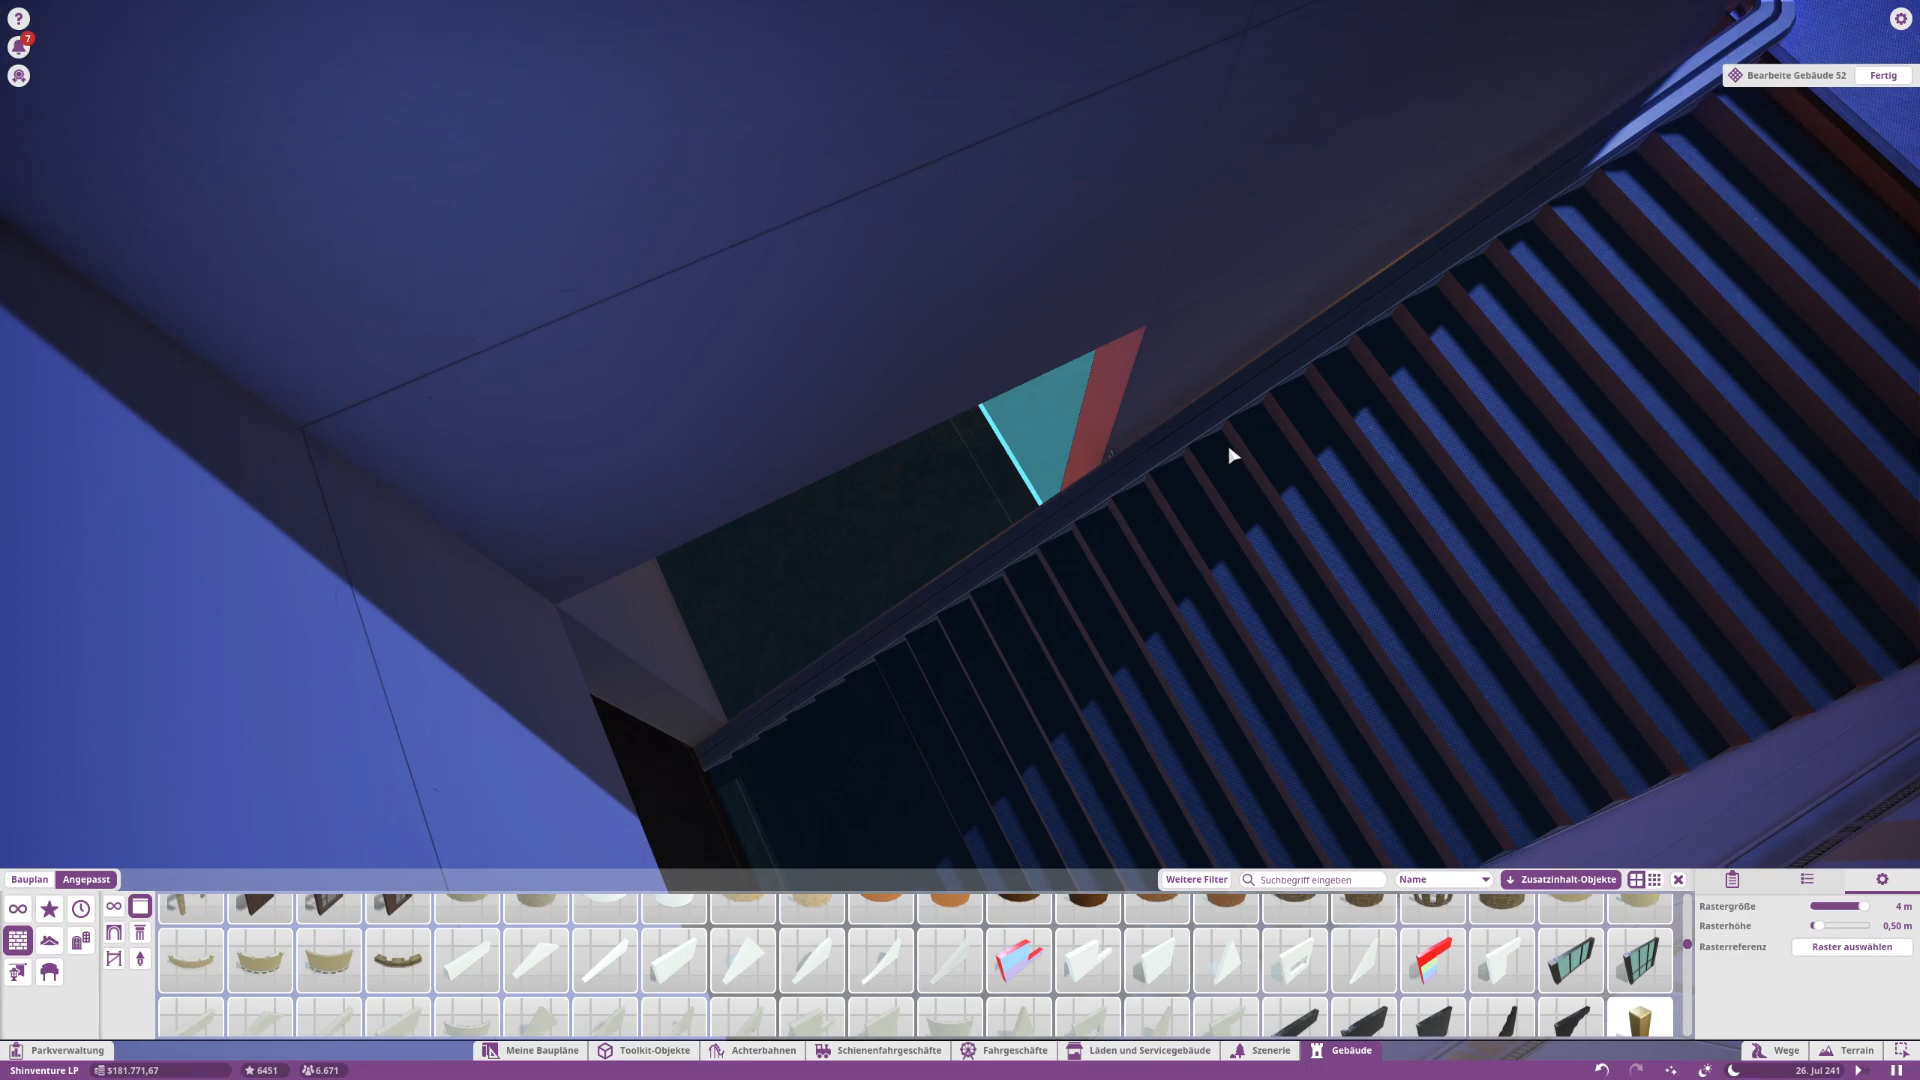 ?
7
Bearbeite Gebäude 52
Fertig
Bauplan
Angepasst
Weitere Filter
Suchbegriff eingeben
Name
Zusatzinhalt-Objekte
Rastergröße
4 m
Rasterhöhe
0,50 m
Rasterreferenz
Raster auswählen
Parkverwaltung
Meine Baupläne
Toolkit-Objekte
Achterbahnen
Schienenfahrgeschäfte
Fahrgeschäfte
Läden und Servicegebäude
Szenerie
Gebäude
Wege
Terrain
Shinventure LP
$181.771,67
6451
6.671
26. Jul 241